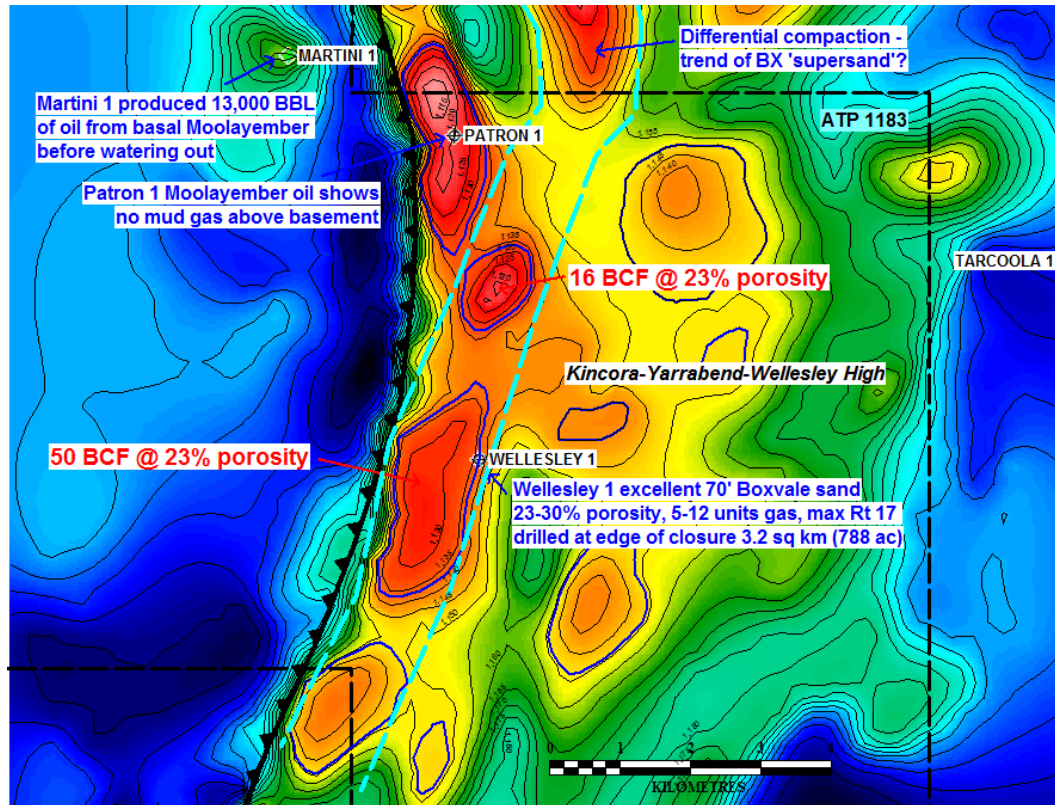 Differential compaction -
trend of BX 'supersand'?
MARTINI 1
Martini 1 produced 13,000 BBL
of oil from basal Moolayember
before watering out
ATP 1183
PATRON 1
Patron 1 Moolayember oil shows
no mud gas above basement
TARCOOLA 1
16 BCF @ 23% porosity
Kincora-Yarrabend-Wellesley High
50 BCF @ 23% porosity
WELLESLEY 1
Wellesley 1 excellent 70' Boxvale sand
23-30% porosity, 5-12 units gas, max Rt 17
drilled at edge of closure 3.2 sq km (788 ac)
0 1 2 3 4
KILOMETRES